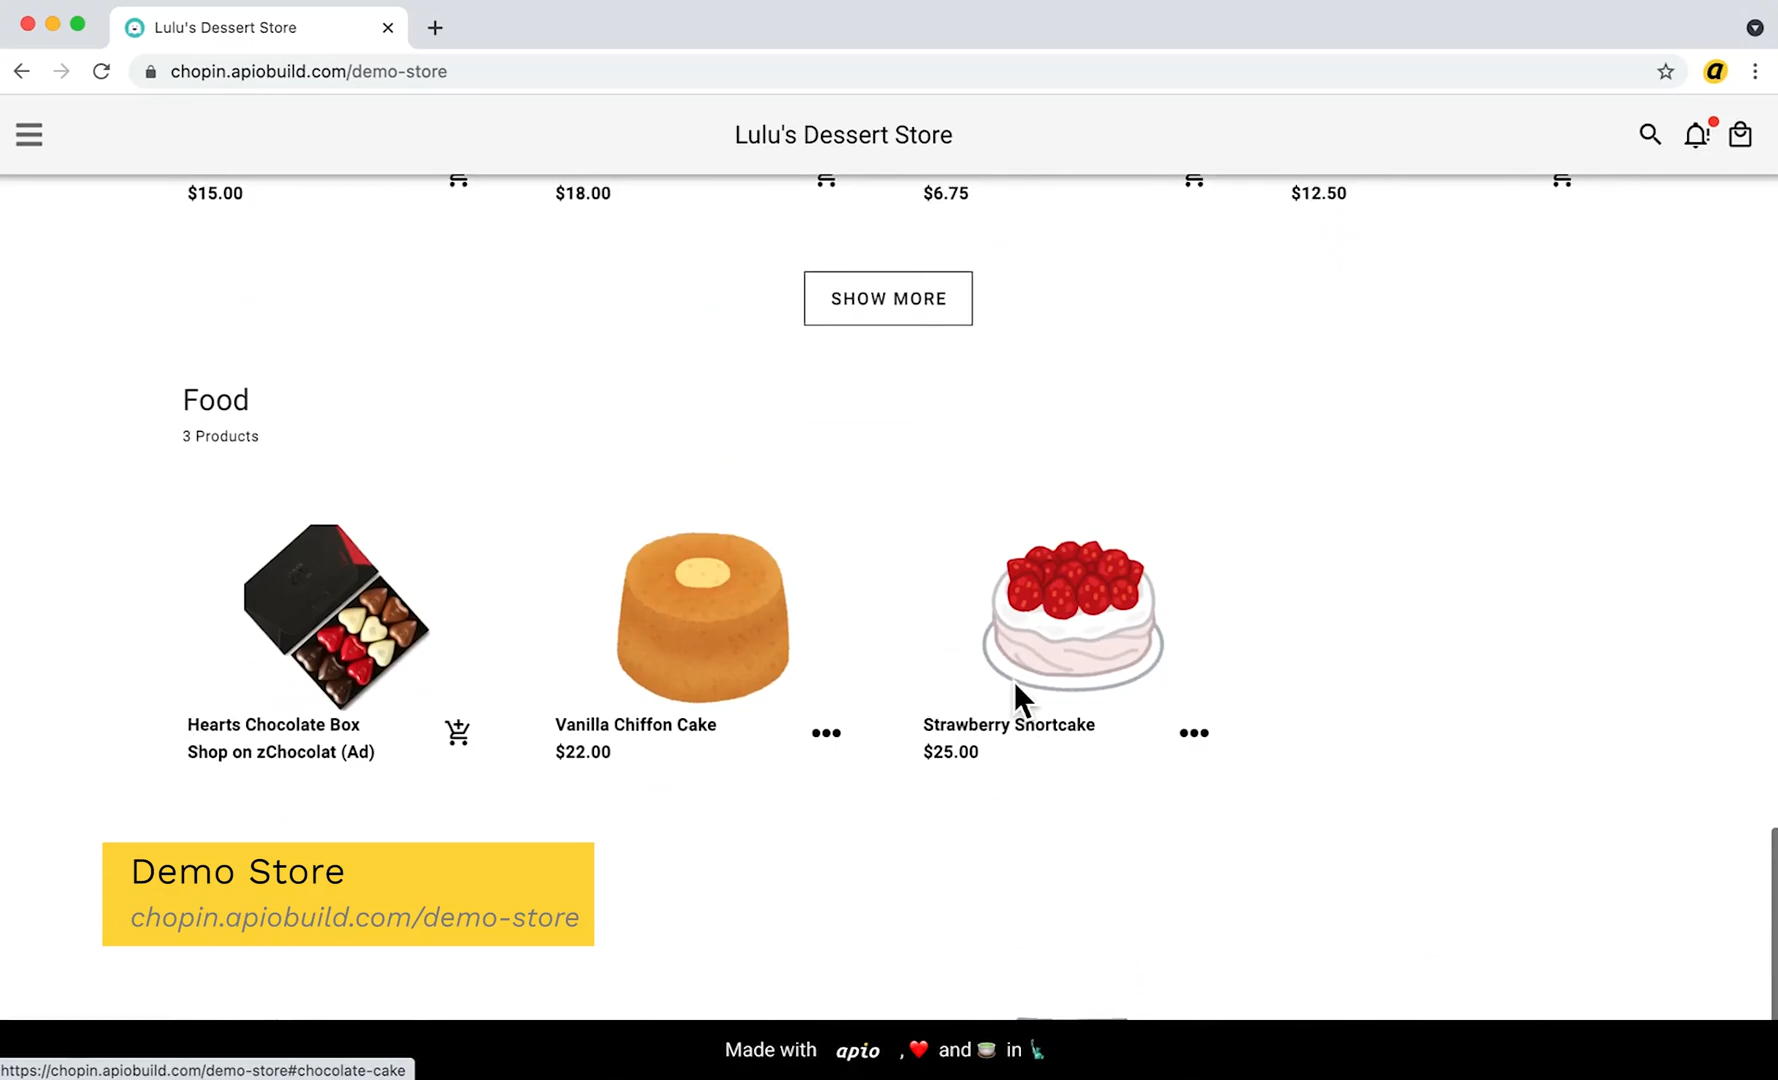 Lulu's Dessert Store
chopin.apiobuild.com/demo-store
Lulu's Dessert Store
$15.00 $18.00 $6.75 $12.50
SHOW MORE
Food
3 Products
Hearts Chocolate Box
Shop on zChocolat (Ad)
Vanilla Chiffon Cake
$22.00
Strawberry Shortcake
$25.00
Demo Store
chopin.apiobuild.com/demo-store
Made with apio , ❤️ and 🍵 in 🗽
https://chopin.apiobuild.com/demo-store#chocolate-cake